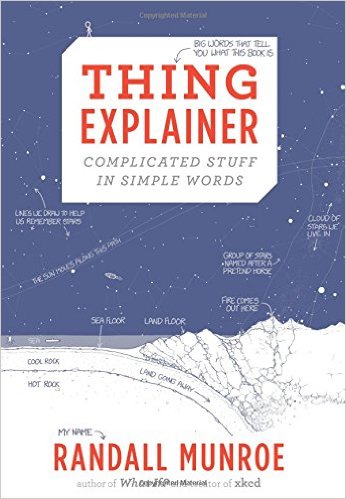 BIG WORDS THAT TELL
YOU WHAT THIS BOOK IS
THING
EXPLAINER
COMPLICATED STUFF
IN SIMPLE WORDS
LINES WE DRAW TO HELP
US REMEMBER STARS
CLOUD OF
STARS WE
LIVE IN
THE SUN MOVES ALONG THIS PATH
GROUP OF STARS
NAMED AFTER A
PRETEND HORSE
FIRE COMES
OUT HERE
SEA FLOOR
LAND FLOOR
SEA
COOL ROCK
HOT ROCK
LAND GOING AWAY
MY NAME
RANDALL MUNROE
author of What If? of xkcd